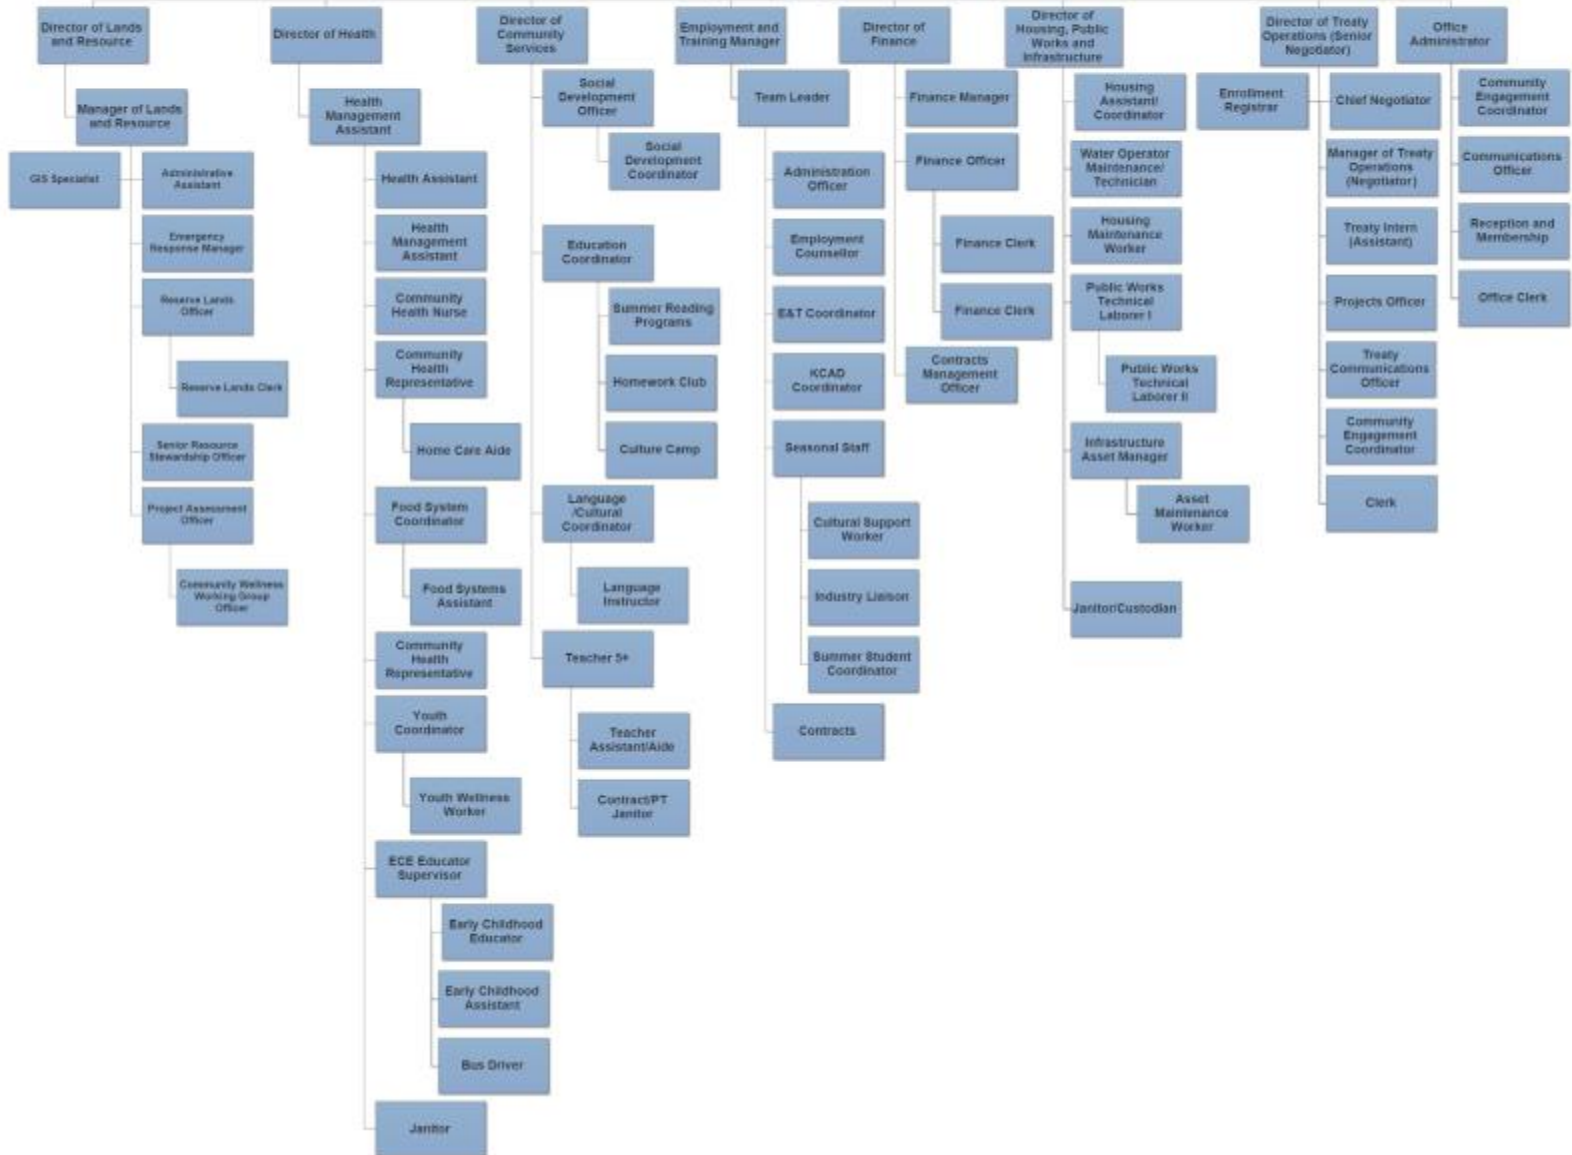 Director of Lands
and Resource
Manager of Lands
and Resource
GIS Specialist
Administrative
Assistant
Emergency
Response Manager
Reserve Lands
Officer
Reserve Lands Clerk
Senior Resource
Stewardship Officer
Project Assessment
Officer
Community Wellness
Working Group
Officer
Director of Health
Health
Management
Assistant
Health Assistant
Health
Management
Assistant
Community
Health Nurse
Community
Health
Representative
Home Care Aide
Food System
Coordinator
Food Systems
Assistant
Community
Health
Representative
Youth
Coordinator
Youth Wellness
Worker
ECE Educator
Supervisor
Early Childhood
Educator
Early Childhood
Assistant
Bus Driver
Janitor
Director of
Community
Services
Social
Development
Officer
Social
Development
Coordinator
Education
Coordinator
Summer Reading
Programs
Homework Club
Culture Camp
Language
/Cultural
Coordinator
Language
Instructor
Teacher 5+
Teacher
Assistant/Aide
Contract/PT
Janitor
Employment and
Training Manager
Team Leader
Administration
Officer
Employment
Counsellor
E&T Coordinator
KCAD
Coordinator
Seasonal Staff
Cultural Support
Worker
Industry Liaison
Summer Student
Coordinator
Contracts
Director of
Finance
Finance Manager
Finance Officer
Finance Clerk
Finance Clerk
Contracts
Management
Officer
Director of
Housing, Public
Works and
Infrastructure
Housing
Assistant/
Coordinator
Water Operator
Maintenance/
Technician
Housing
Maintenance
Worker
Public Works
Technical
Laborer I
Public Works
Technical
Laborer II
Infrastructure
Asset Manager
Asset
Maintenance
Worker
Janitor/Custodian
Director of Treaty
Operations (Senior
Negotiator)
Enrollment
Registrar
Chief Negotiator
Manager of Treaty
Operations
(Negotiator)
Treaty Intern
(Assistant)
Projects Officer
Treaty
Communications
Officer
Community
Engagement
Coordinator
Clerk
Office
Administrator
Community
Engagement
Coordinator
Communications
Officer
Reception and
Membership
Office Clerk